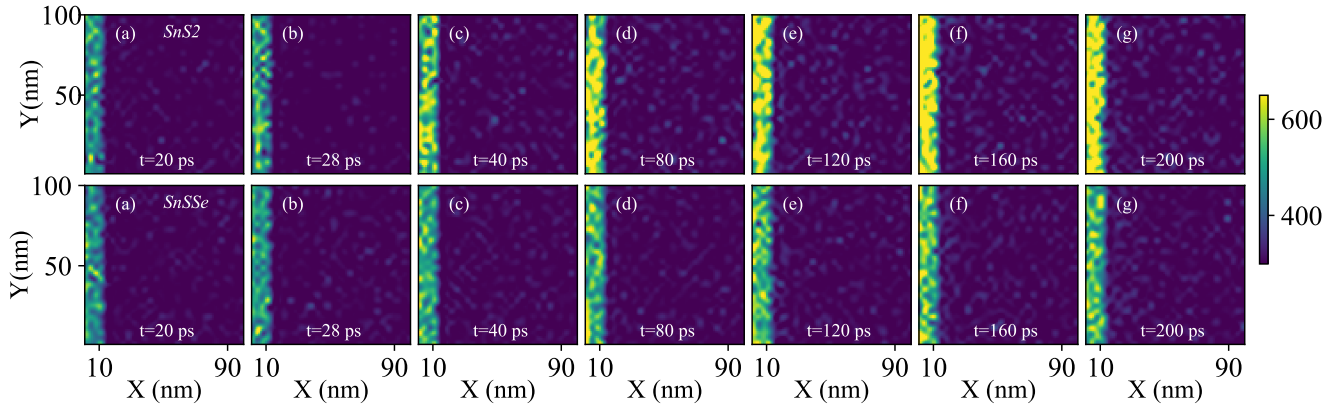 100
Y(nm)
50
(a) SnS2
t=20 ps
(b)
t=28 ps
(c)
t=40 ps
(d)
t=80 ps
(e)
t=120 ps
(f)
t=160 ps
(g)
t=200 ps
100
Y(nm)
50
(a) SnSSe
t=20 ps
(b)
t=28 ps
(c)
t=40 ps
(d)
t=80 ps
(e)
t=120 ps
(f)
t=160 ps
(g)
t=200 ps
10 90
X (nm)
10 90
X (nm)
10 90
X (nm)
10 90
X (nm)
10 90
X (nm)
10 90
X (nm)
10 90
X (nm)
600
400